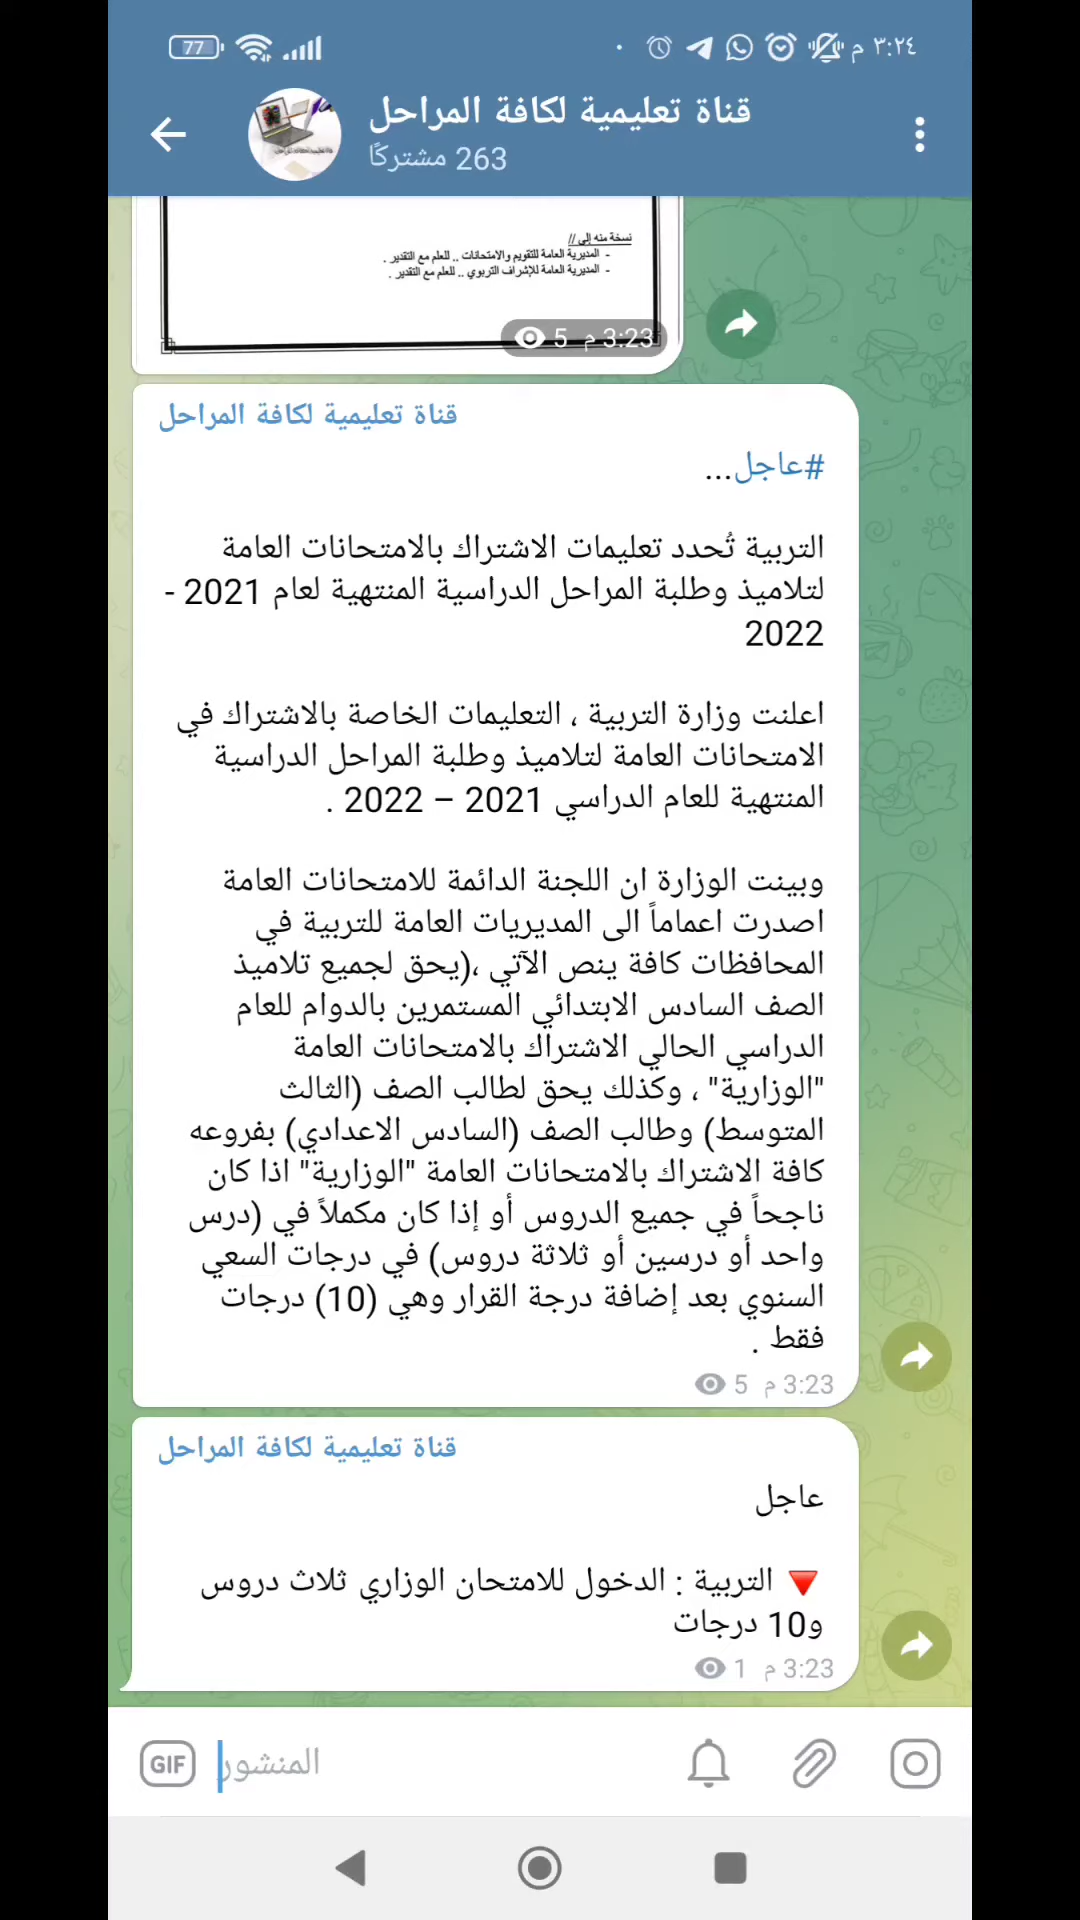 77
٣:٢٤ م
قناة تعليمية لكافة المراحل
263 مشتركًا
نسخة منه إلى //
- المديرية العامة للتقويم والامتحانات .. للعلم مع التقدير .
- المديرية العامة للإشراف التربوي .. للعلم مع التقدير .
5 3:23 م
قناة تعليمية لكافة المراحل
#عاجل...
التربية تُحدد تعليمات الاشتراك بالامتحانات العامة
لتلاميذ وطلبة المراحل الدراسية المنتهية لعام 2021 -
2022
اعلنت وزارة التربية ، التعليمات الخاصة بالاشتراك في
الامتحانات العامة لتلاميذ وطلبة المراحل الدراسية
المنتهية للعام الدراسي 2021 – 2022 .
وبينت الوزارة ان اللجنة الدائمة للامتحانات العامة
اصدرت اعماماً الى المديريات العامة للتربية في
المحافظات كافة ينص الآتي ،(يحق لجميع تلاميذ
الصف السادس الابتدائي المستمرين بالدوام للعام
الدراسي الحالي الاشتراك بالامتحانات العامة
"الوزارية" ، وكذلك يحق لطالب الصف (الثالث
المتوسط) وطالب الصف (السادس الاعدادي) بفروعه
كافة الاشتراك بالامتحانات العامة "الوزارية" اذا كان
ناجحاً في جميع الدروس أو إذا كان مكملاً في (درس
واحد أو درسين أو ثلاثة دروس) في درجات السعي
السنوي بعد إضافة درجة القرار وهي (10) درجات
فقط .
5 3:23 م
قناة تعليمية لكافة المراحل
عاجل
🔻 التربية : الدخول للامتحان الوزاري ثلاث دروس
و10 درجات
1 3:23 م
المنشور
GIF